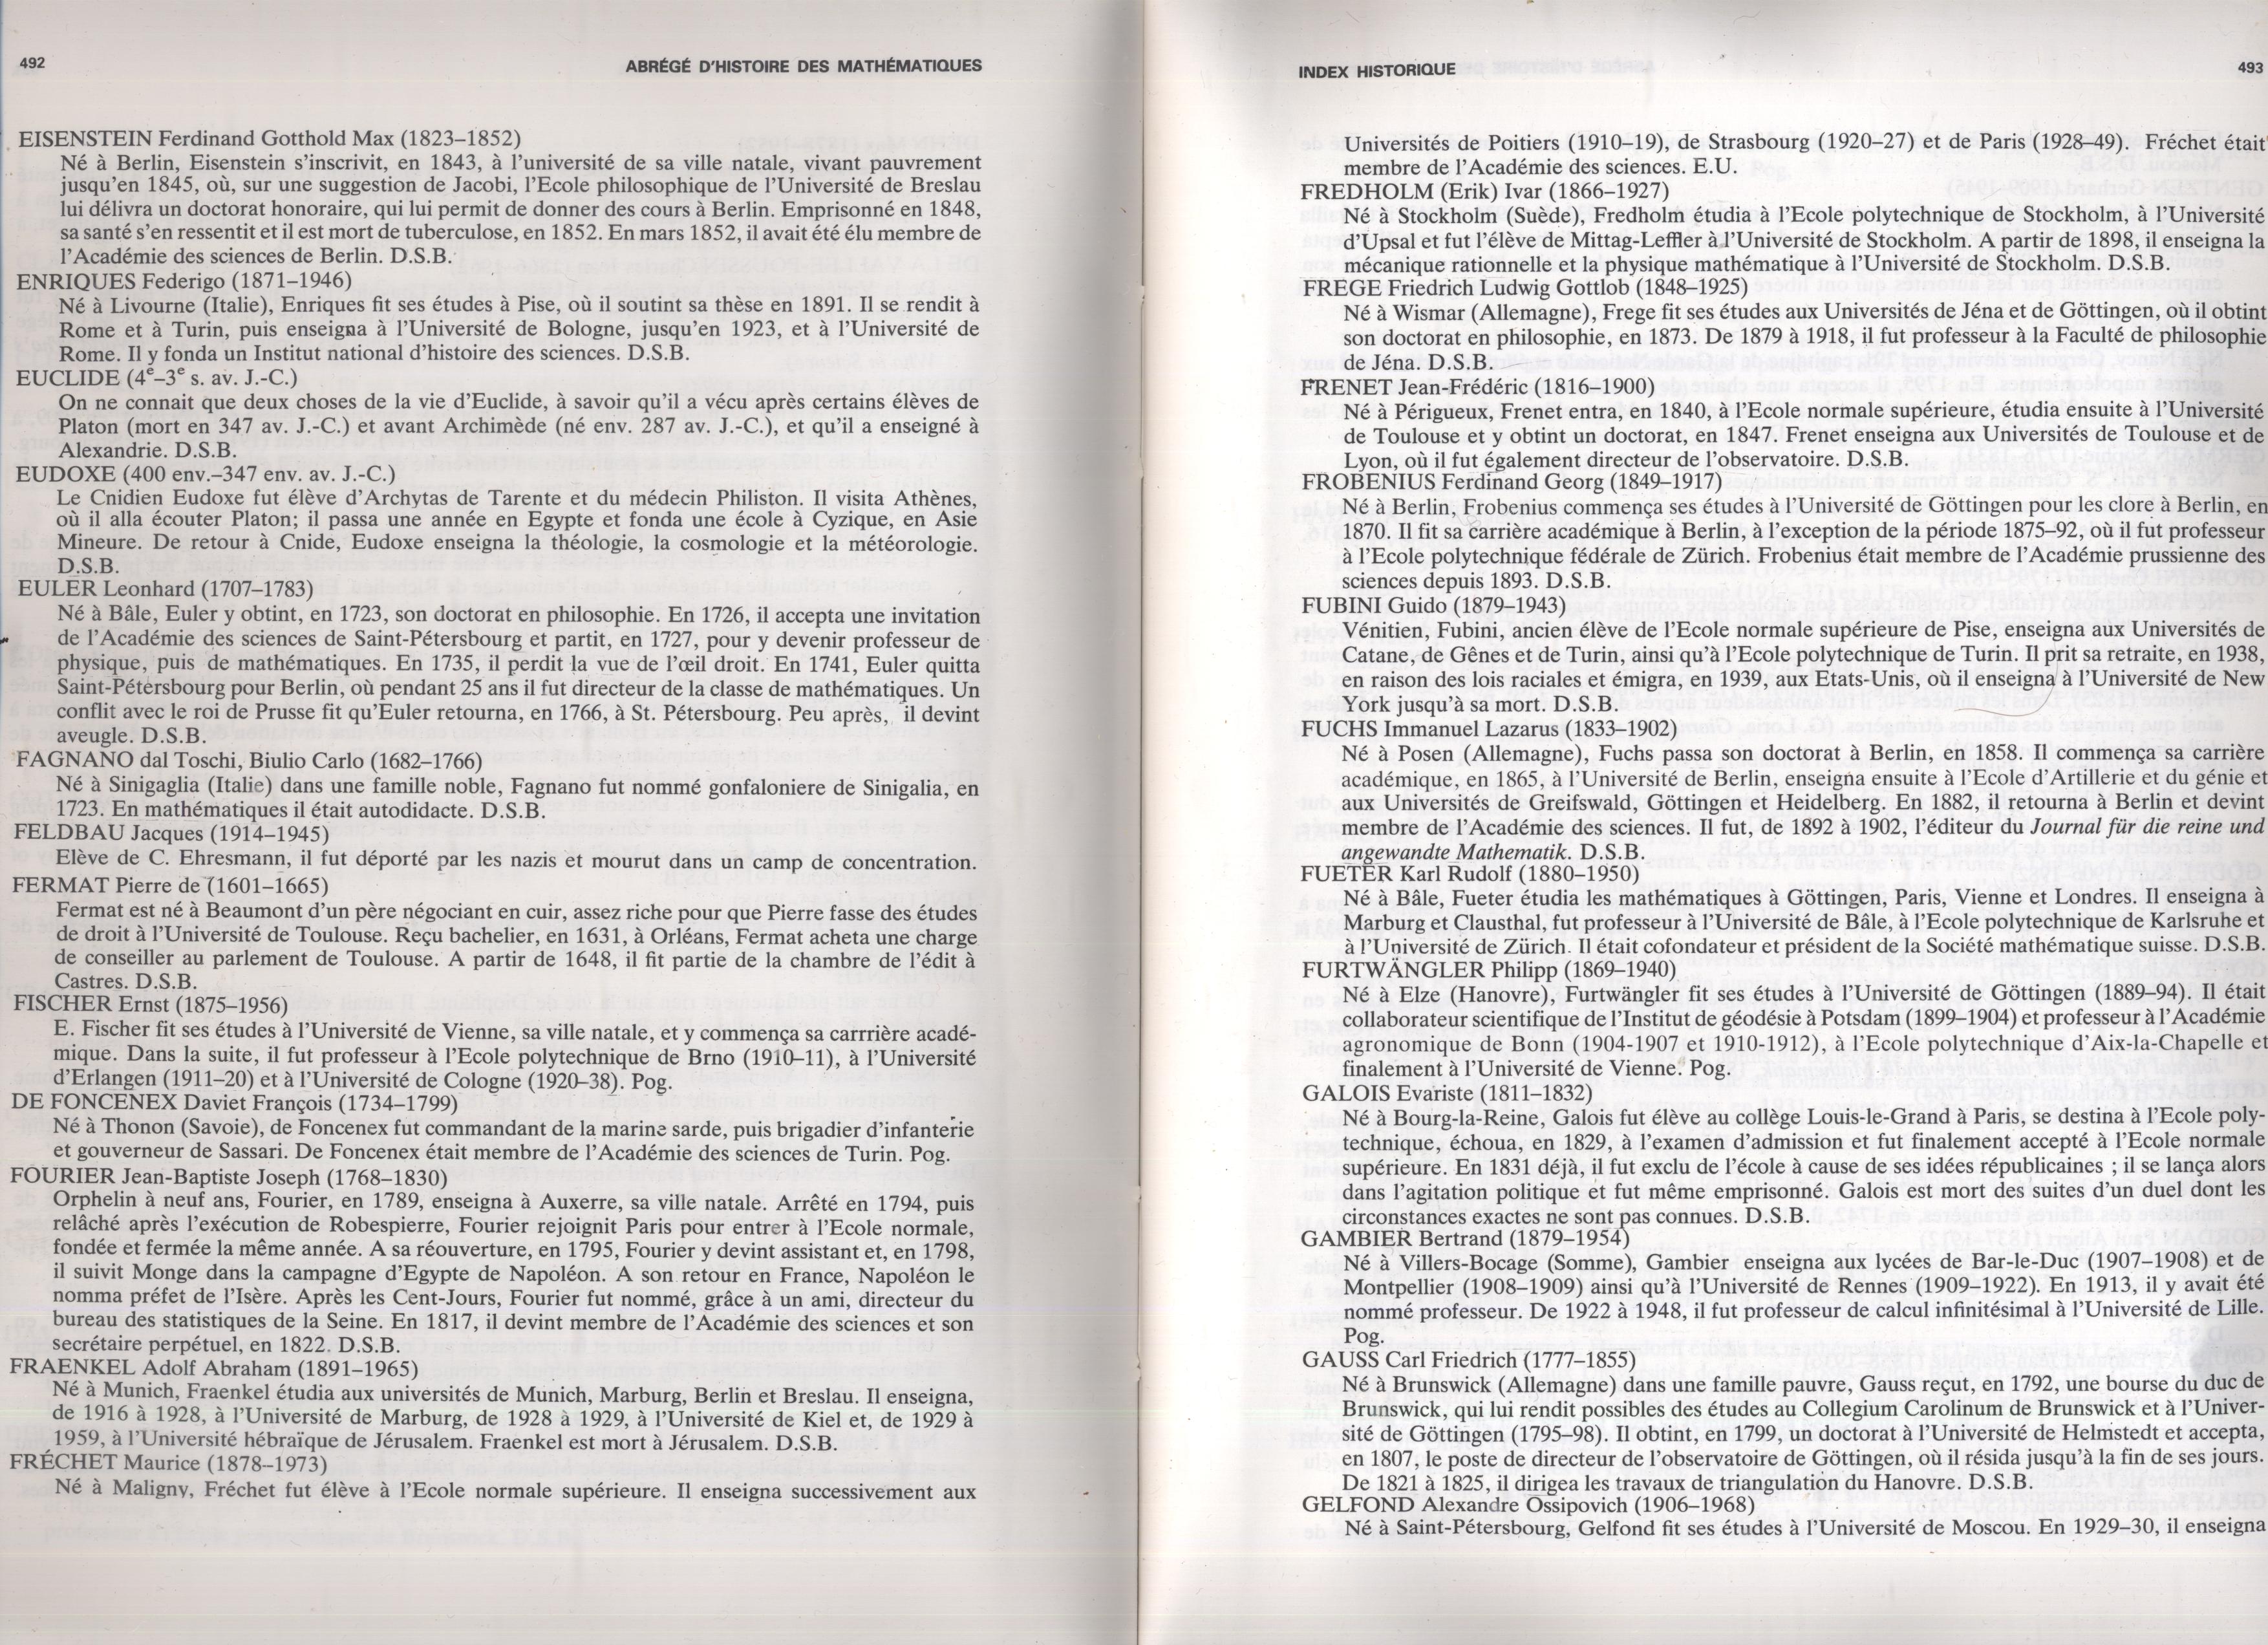 492
ABRÉGÉ D'HISTOIRE DES MATHÉMATIQUES
EISENSTEIN Ferdinand Gotthold Max (1823–1852)
Né à Berlin, Eisenstein s'inscrivit, en 1843, à l'université de sa ville natale, vivant pauvrement
jusqu'en 1845, où, sur une suggestion de Jacobi, l'Ecole philosophique de l'Université de Breslau
lui délivra un doctorat honoraire, qui lui permit de donner des cours à Berlin. Emprisonné en 1848,
sa santé s'en ressentit et il est mort de tuberculose, en 1852. En mars 1852, il avait été élu membre de
l'Académie des sciences de Berlin. D.S.B.
ENRIQUES Federigo (1871–1946)
Né à Livourne (Italie), Enriques fit ses études à Pise, où il soutint sa thèse en 1891. Il se rendit à
Rome et à Turin, puis enseigna à l'Université de Bologne, jusqu'en 1923, et à l'Université de
Rome. Il y fonda un Institut national d'histoire des sciences. D.S.B.
EUCLIDE (4e–3e s. av. J.-C.)
On ne connait que deux choses de la vie d'Euclide, à savoir qu'il a vécu après certains élèves de
Platon (mort en 347 av. J.-C.) et avant Archimède (né env. 287 av. J.-C.), et qu'il a enseigné à
Alexandrie. D.S.B.
EUDOXE (400 env.–347 env. av. J.-C.)
Le Cnidien Eudoxe fut élève d'Archytas de Tarente et du médecin Philiston. Il visita Athènes,
où il alla écouter Platon; il passa une année en Egypte et fonda une école à Cyzique, en Asie
Mineure. De retour à Cnide, Eudoxe enseigna la théologie, la cosmologie et la météorologie.
D.S.B.
EULER Leonhard (1707–1783)
Né à Bâle, Euler y obtint, en 1723, son doctorat en philosophie. En 1726, il accepta une invitation
de l'Académie des sciences de Saint-Pétersbourg et partit, en 1727, pour y devenir professeur de
physique, puis de mathématiques. En 1735, il perdit la vue de l'œil droit. En 1741, Euler quitta
Saint-Pétersbourg pour Berlin, où pendant 25 ans il fut directeur de la classe de mathématiques. Un
conflit avec le roi de Prusse fit qu'Euler retourna, en 1766, à St. Pétersbourg. Peu après, il devint
aveugle. D.S.B.
FAGNANO dal Toschi, Biulio Carlo (1682–1766)
Né à Sinigaglia (Italie) dans une famille noble, Fagnano fut nommé gonfaloniere de Sinigalia, en
1723. En mathématiques il était autodidacte. D.S.B.
FELDBAU Jacques (1914–1945)
Elève de C. Ehresmann, il fut déporté par les nazis et mourut dans un camp de concentration.
FERMAT Pierre de (1601–1665)
Fermat est né à Beaumont d'un père négociant en cuir, assez riche pour que Pierre fasse des études
de droit à l'Université de Toulouse. Reçu bachelier, en 1631, à Orléans, Fermat acheta une charge
de conseiller au parlement de Toulouse. A partir de 1648, il fit partie de la chambre de l'édit à
Castres. D.S.B.
FISCHER Ernst (1875–1956)
E. Fischer fit ses études à l'Université de Vienne, sa ville natale, et y commença sa carrrière acadé-
mique. Dans la suite, il fut professeur à l'Ecole polytechnique de Brno (1910–11), à l'Université
d'Erlangen (1911–20) et à l'Université de Cologne (1920–38). Pog.
DE FONCENEX Daviet François (1734–1799)
Né à Thonon (Savoie), de Foncenex fut commandant de la marine sarde, puis brigadier d'infanterie
et gouverneur de Sassari. De Foncenex était membre de l'Académie des sciences de Turin. Pog.
FOURIER Jean-Baptiste Joseph (1768–1830)
Orphelin à neuf ans, Fourier, en 1789, enseigna à Auxerre, sa ville natale. Arrêté en 1794, puis
relâché après l'exécution de Robespierre, Fourier rejoignit Paris pour entrer à l'Ecole normale,
fondée et fermée la même année. A sa réouverture, en 1795, Fourier y devint assistant et, en 1798,
il suivit Monge dans la campagne d'Egypte de Napoléon. A son retour en France, Napoléon le
nomma préfet de l'Isère. Après les Cent-Jours, Fourier fut nommé, grâce à un ami, directeur du
bureau des statistiques de la Seine. En 1817, il devint membre de l'Académie des sciences et son
secrétaire perpétuel, en 1822. D.S.B.
FRAENKEL Adolf Abraham (1891–1965)
Né à Munich, Fraenkel étudia aux universités de Munich, Marburg, Berlin et Breslau. Il enseigna,
de 1916 à 1928, à l'Université de Marburg, de 1928 à 1929, à l'Université de Kiel et, de 1929 à
1959, à l'Université hébraïque de Jérusalem. Fraenkel est mort à Jérusalem. D.S.B.
FRÉCHET Maurice (1878–1973)
Né à Maligny, Fréchet fut élève à l'Ecole normale supérieure. Il enseigna successivement aux
INDEX HISTORIQUE
493
Universités de Poitiers (1910–19), de Strasbourg (1920–27) et de Paris (1928–49). Fréchet était
membre de l'Académie des sciences. E.U.
FREDHOLM (Erik) Ivar (1866–1927)
Né à Stockholm (Suède), Fredholm étudia à l'Ecole polytechnique de Stockholm, à l'Université
d'Upsal et fut l'élève de Mittag-Leffler à l'Université de Stockholm. A partir de 1898, il enseigna la
mécanique rationnelle et la physique mathématique à l'Université de Stockholm. D.S.B.
FREGE Friedrich Ludwig Gottlob (1848–1925)
Né à Wismar (Allemagne), Frege fit ses études aux Universités de Jéna et de Göttingen, où il obtint
son doctorat en philosophie, en 1873. De 1879 à 1918, il fut professeur à la Faculté de philosophie
de Jéna. D.S.B.
FRENET Jean-Frédéric (1816–1900)
Né à Périgueux, Frenet entra, en 1840, à l'Ecole normale supérieure, étudia ensuite à l'Université
de Toulouse et y obtint un doctorat, en 1847. Frenet enseigna aux Universités de Toulouse et de
Lyon, où il fut également directeur de l'observatoire. D.S.B.
FROBENIUS Ferdinand Georg (1849–1917)
Né à Berlin, Frobenius commença ses études à l'Université de Göttingen pour les clore à Berlin, en
1870. Il fit sa carrière académique à Berlin, à l'exception de la période 1875–92, où il fut professeur
à l'Ecole polytechnique fédérale de Zürich. Frobenius était membre de l'Académie prussienne des
sciences depuis 1893. D.S.B.
FUBINI Guido (1879–1943)
Vénitien, Fubini, ancien élève de l'Ecole normale supérieure de Pise, enseigna aux Universités de
Catane, de Gênes et de Turin, ainsi qu'à l'Ecole polytechnique de Turin. Il prit sa retraite, en 1938,
en raison des lois raciales et émigra, en 1939, aux Etats-Unis, où il enseigna à l'Université de New
York jusqu'à sa mort. D.S.B.
FUCHS Immanuel Lazarus (1833–1902)
Né à Posen (Allemagne), Fuchs passa son doctorat à Berlin, en 1858. Il commença sa carrière
académique, en 1865, à l'Université de Berlin, enseigna ensuite à l'Ecole d'Artillerie et du génie et
aux Universités de Greifswald, Göttingen et Heidelberg. En 1882, il retourna à Berlin et devint
membre de l'Académie des sciences. Il fut, de 1892 à 1902, l'éditeur du Journal für die reine und
angewandte Mathematik. D.S.B.
FUETER Karl Rudolf (1880–1950)
Né à Bâle, Fueter étudia les mathématiques à Göttingen, Paris, Vienne et Londres. Il enseigna à
Marburg et Clausthal, fut professeur à l'Université de Bâle, à l'Ecole polytechnique de Karlsruhe et
à l'Université de Zürich. Il était cofondateur et président de la Société mathématique suisse. D.S.B.
FURTWÄNGLER Philipp (1869–1940)
Né à Elze (Hanovre), Furtwängler fit ses études à l'Université de Göttingen (1889–94). Il était
collaborateur scientifique de l'Institut de géodésie à Potsdam (1899–1904) et professeur à l'Académie
agronomique de Bonn (1904-1907 et 1910-1912), à l'Ecole polytechnique d'Aix-la-Chapelle et
finalement à l'Université de Vienne. Pog.
GALOIS Evariste (1811–1832)
Né à Bourg-la-Reine, Galois fut élève au collège Louis-le-Grand à Paris, se destina à l'Ecole poly-
technique, échoua, en 1829, à l'examen d'admission et fut finalement accepté à l'Ecole normale
supérieure. En 1831 déjà, il fut exclu de l'école à cause de ses idées républicaines ; il se lança alors
dans l'agitation politique et fut même emprisonné. Galois est mort des suites d'un duel dont les
circonstances exactes ne sont pas connues. D.S.B.
GAMBIER Bertrand (1879–1954)
Né à Villers-Bocage (Somme), Gambier enseigna aux lycées de Bar-le-Duc (1907–1908) et de
Montpellier (1908–1909) ainsi qu'à l'Université de Rennes (1909–1922). En 1913, il y avait été
nommé professeur. De 1922 à 1948, il fut professeur de calcul infinitésimal à l'Université de Lille.
Pog.
GAUSS Carl Friedrich (1777–1855)
Né à Brunswick (Allemagne) dans une famille pauvre, Gauss reçut, en 1792, une bourse du duc de
Brunswick, qui lui rendit possibles des études au Collegium Carolinum de Brunswick et à l'Univer-
sité de Göttingen (1795–98). Il obtint, en 1799, un doctorat à l'Université de Helmstedt et accepta,
en 1807, le poste de directeur de l'observatoire de Göttingen, où il résida jusqu'à la fin de ses jours.
De 1821 à 1825, il dirigea les travaux de triangulation du Hanovre. D.S.B.
GELFOND Alexandre Ossipovich (1906–1968)
Né à Saint-Pétersbourg, Gelfond fit ses études à l'Université de Moscou. En 1929–30, il enseigna